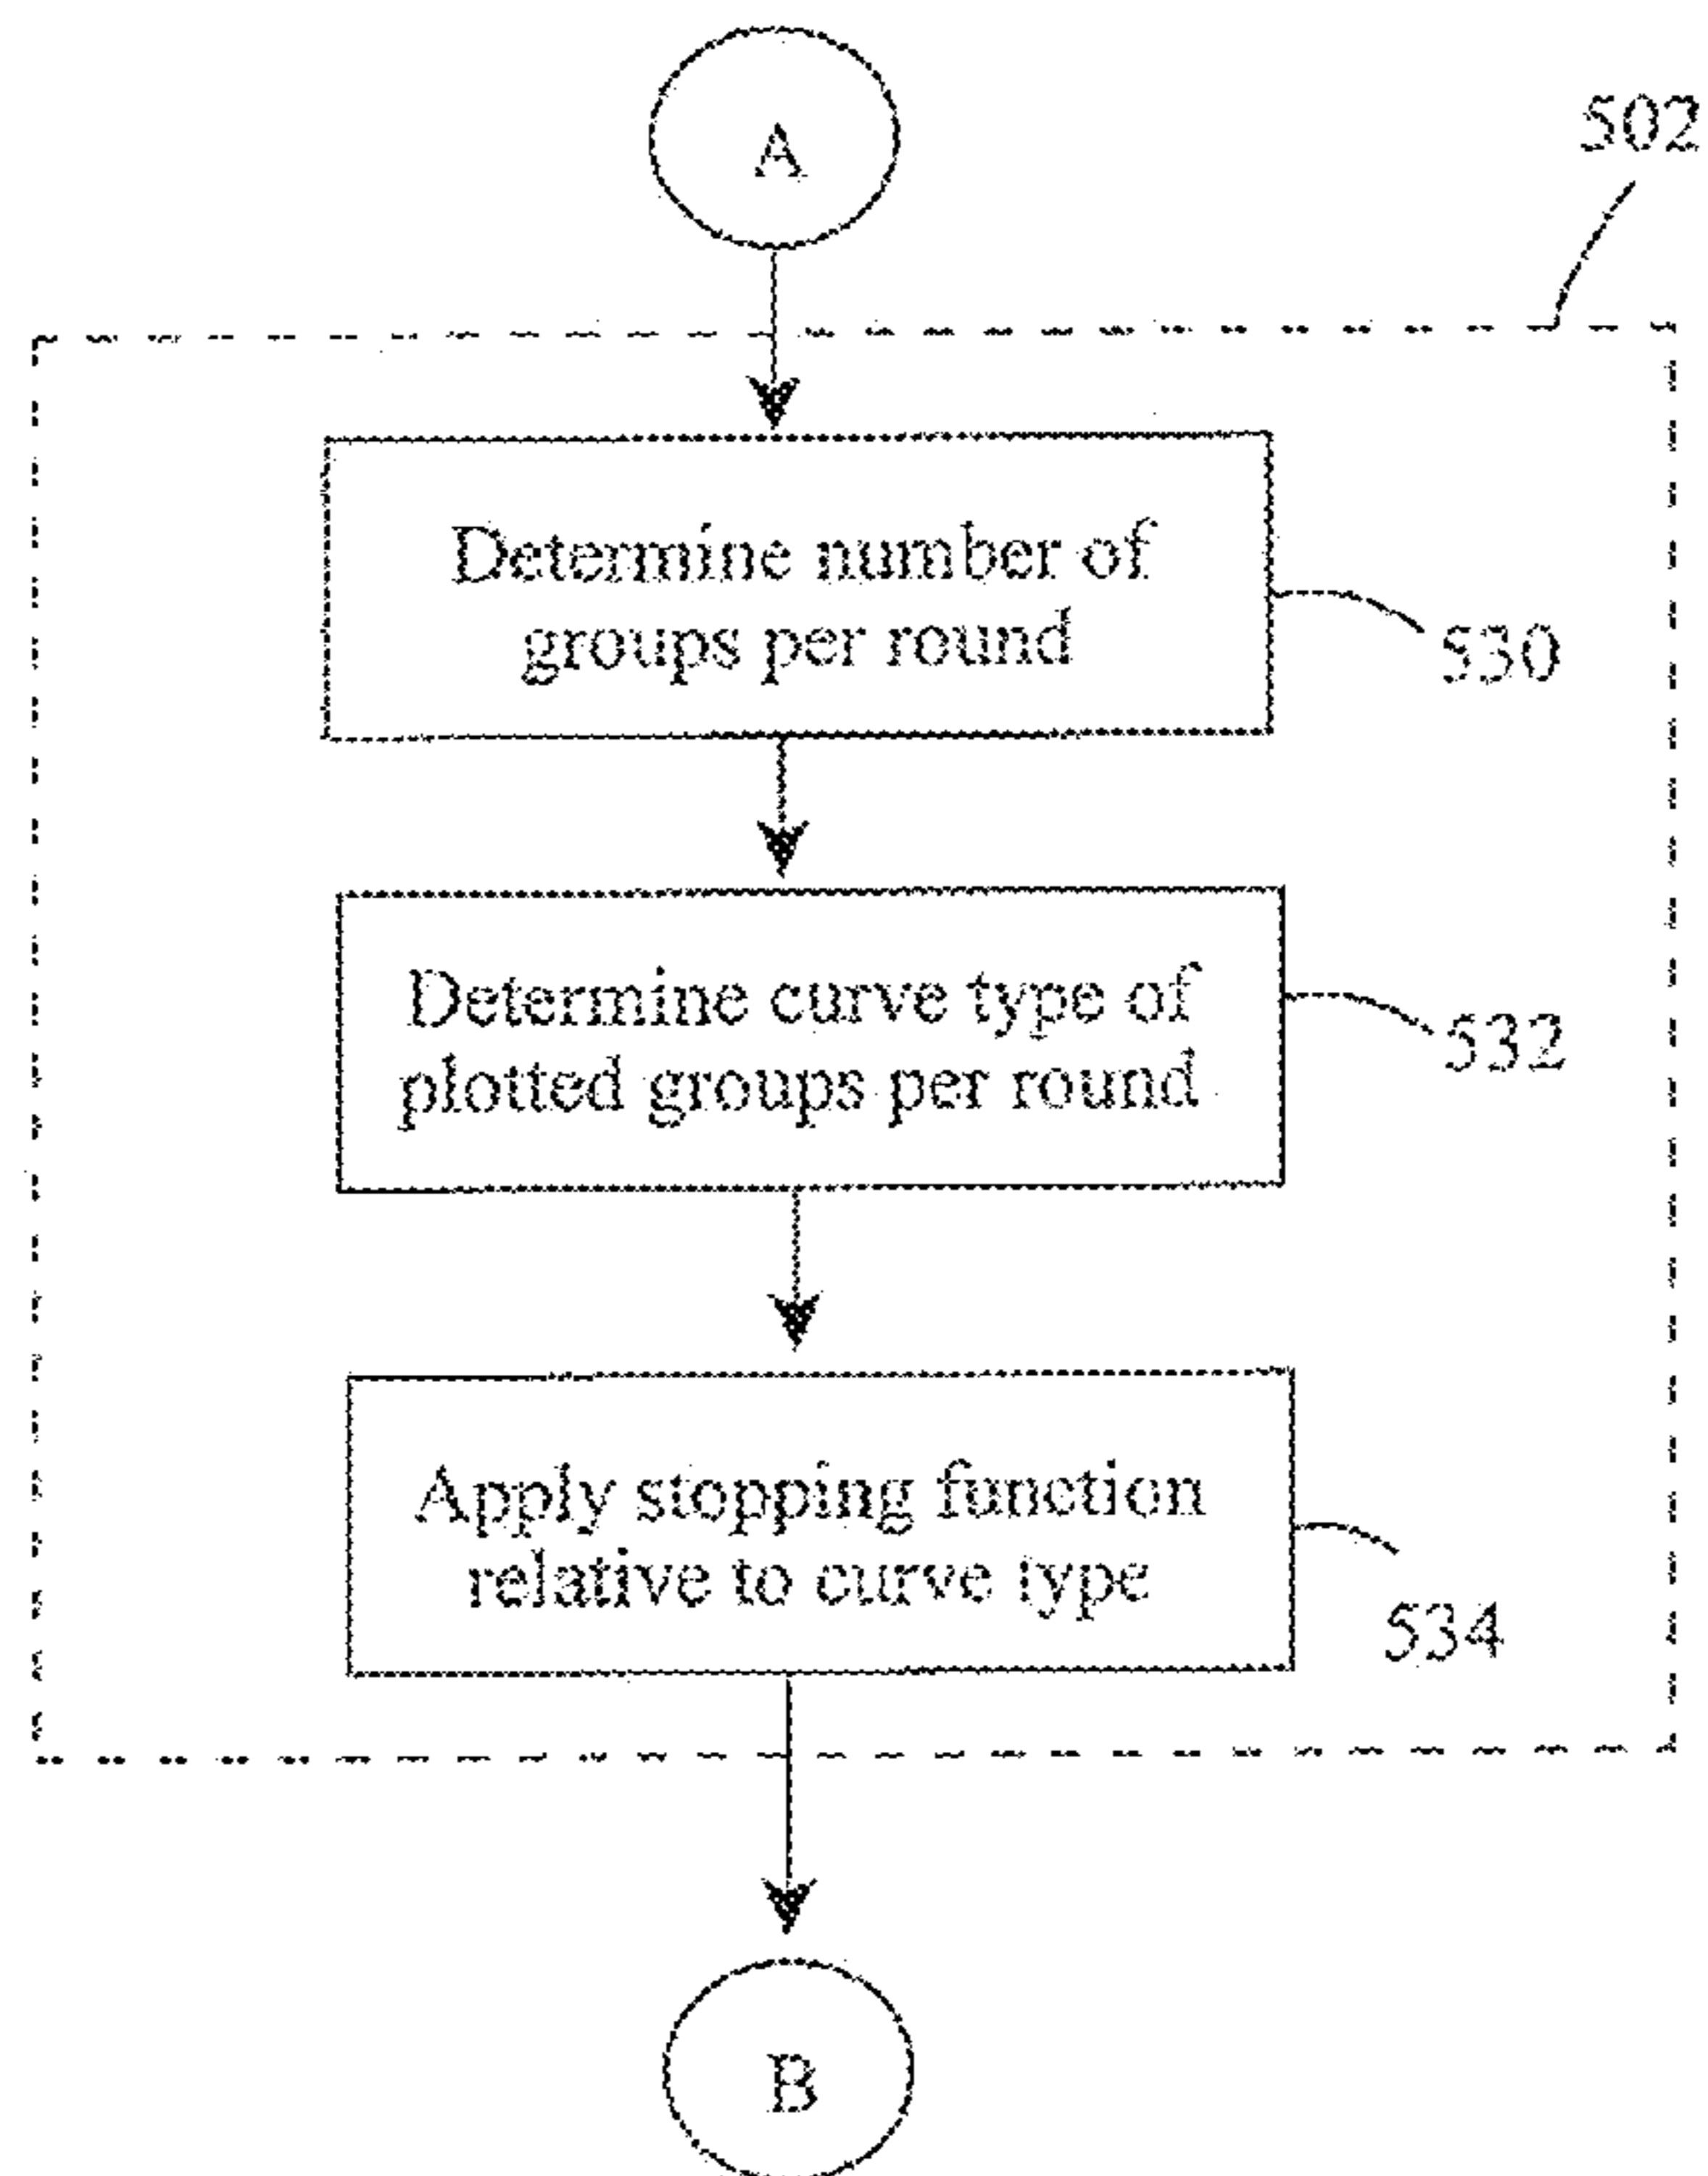 A
502
Determine number of
groups per round
530
Determine curve type of
plotted groups per round
532
Apply stopping function
relative to curve type
534
B